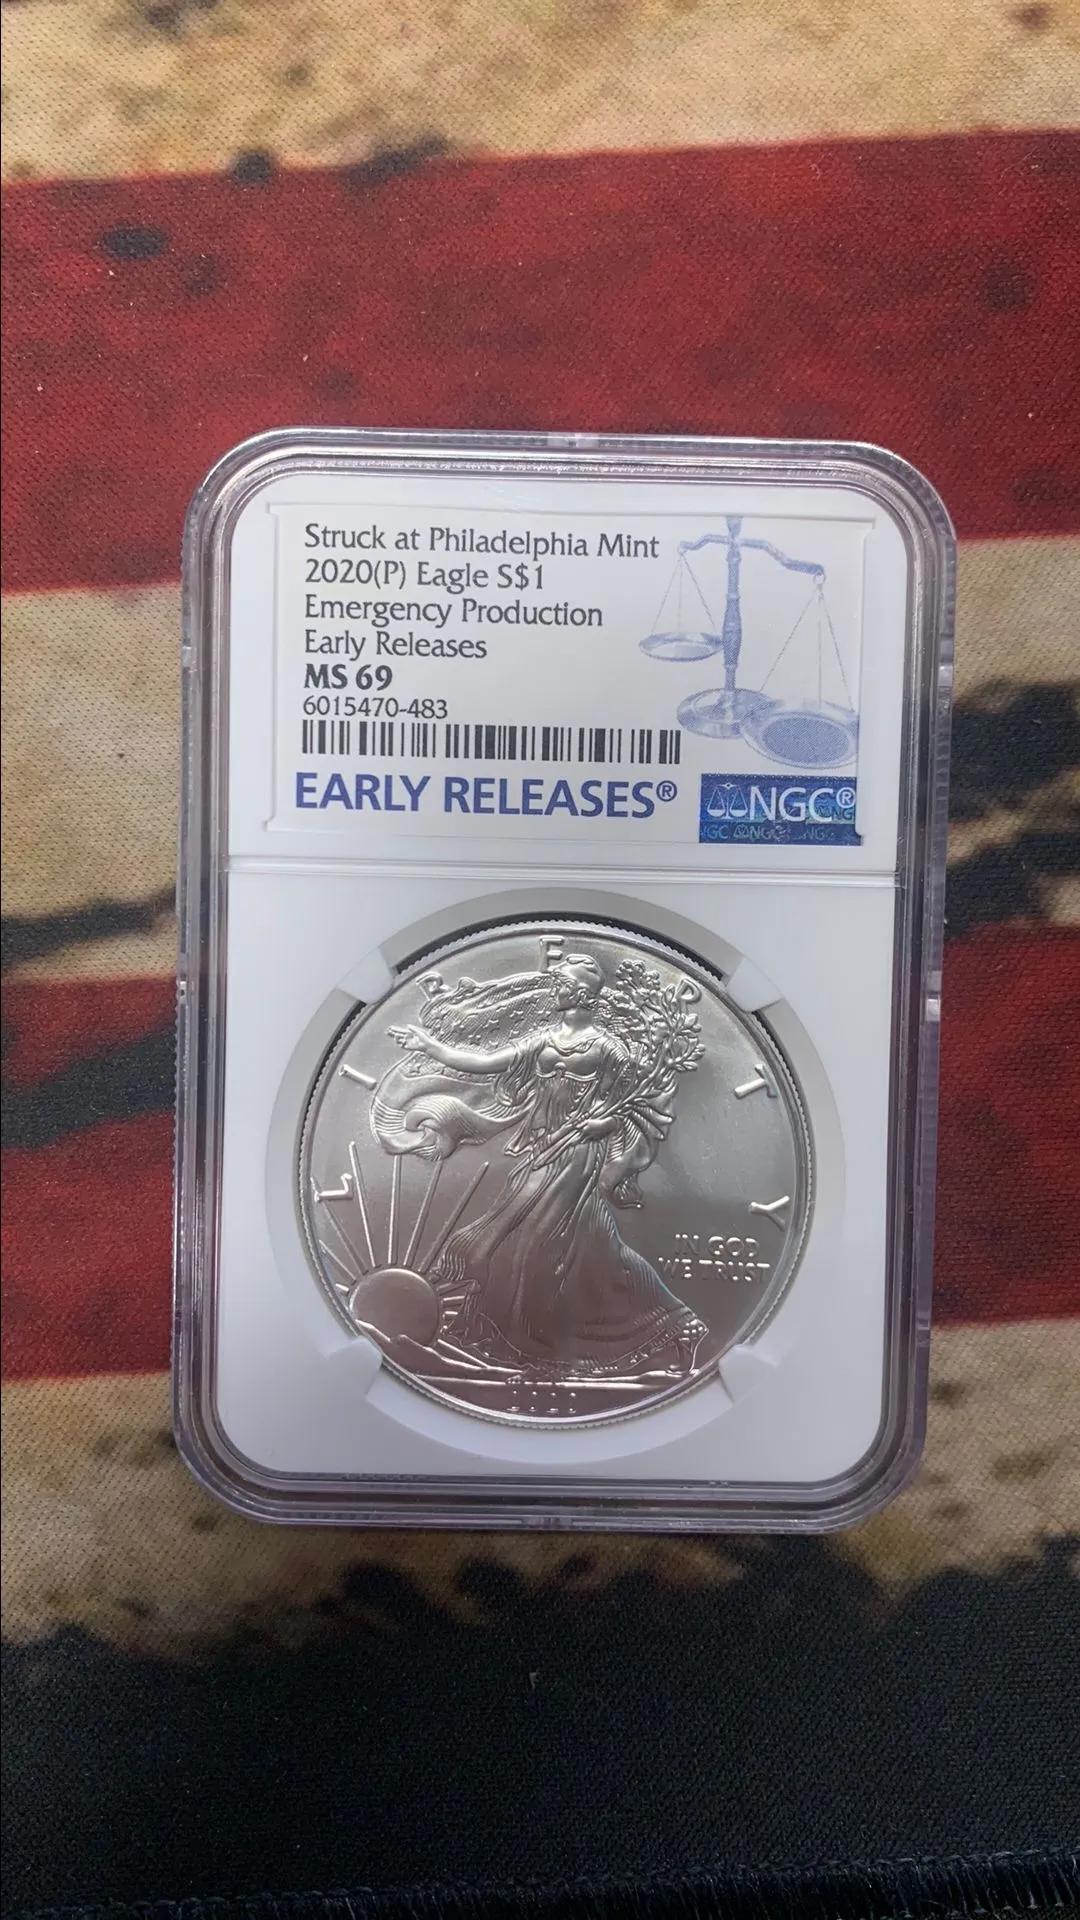 Struck at Philadelphia Mint
2020(P) Eagle S$1
Emergency Production
Early Releases
MS 69
6015470-483
EARLY RELEASES®
NGC®
LIBERTY
IN GOD
WE TRUST
2020